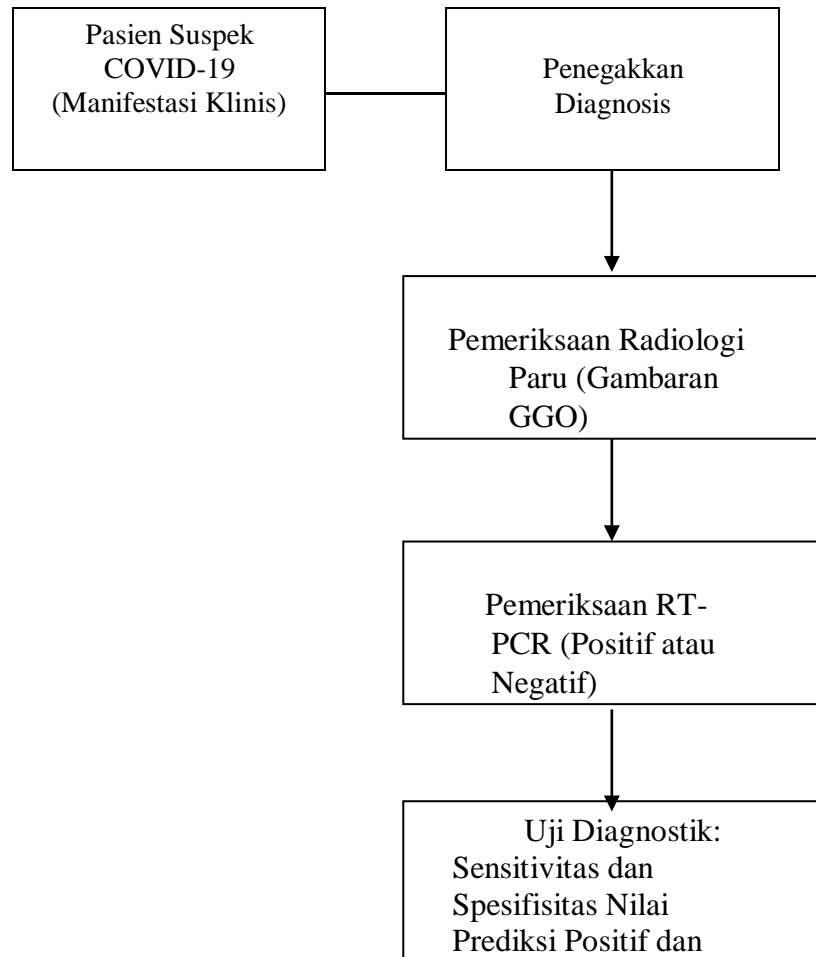 Pasien Suspek
COVID-19
(Manifestasi Klinis)
Penegakkan
Diagnosis
Pemeriksaan Radiologi
Paru (Gambaran
GGO)
Pemeriksaan RT-
PCR (Positif atau
Negatif)
Uji Diagnostik:
Sensitivitas dan
Spesifisitas Nilai
Prediksi Positif dan